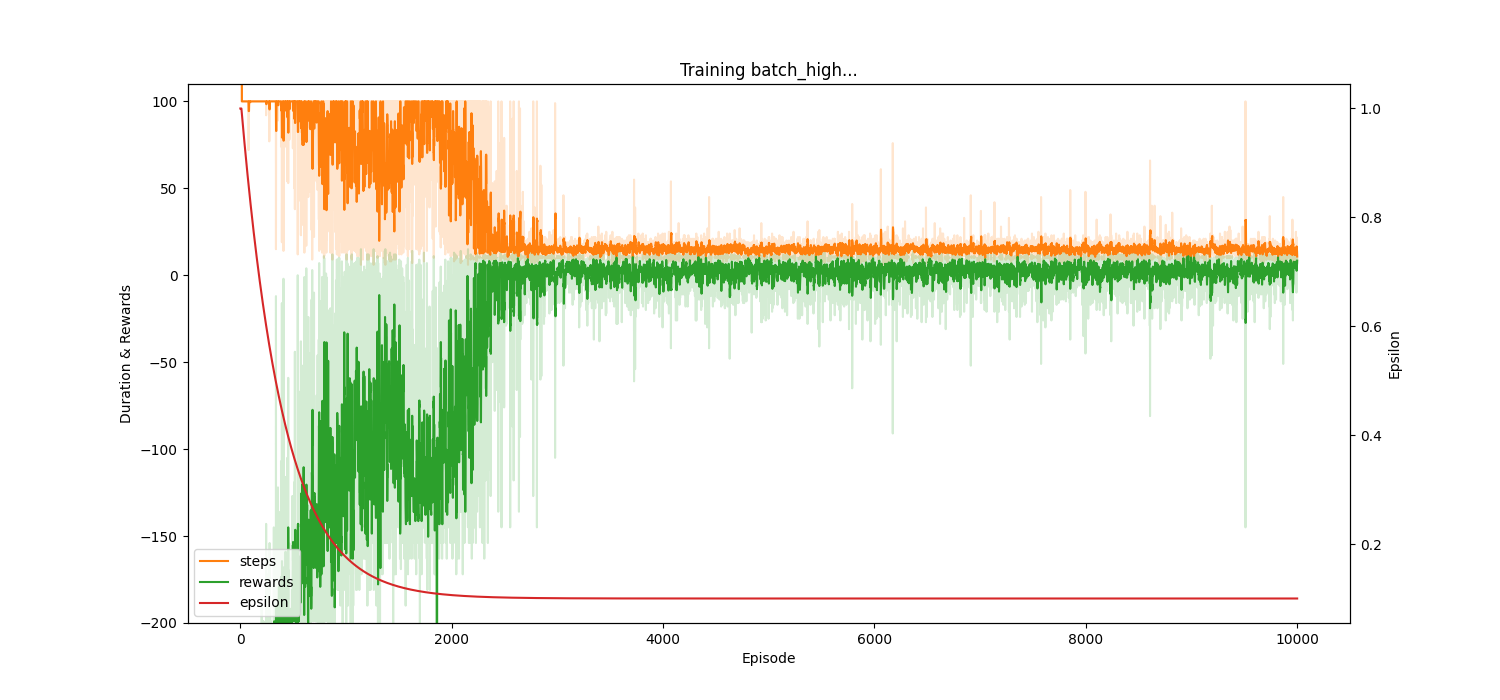 Training batch_high...
100
50
0
−50
−100
−150
−200
Duration & Rewards
1.0
0.8
0.6
0.4
0.2
Epsilon
steps
rewards
epsilon
0
2000
4000
6000
8000
10000
Episode